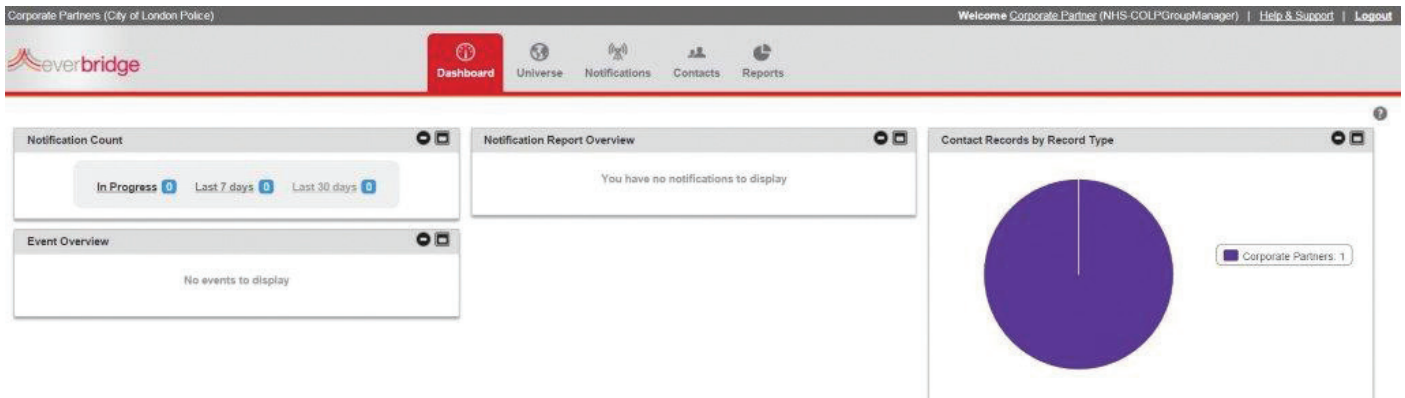 Corporate Partners (City of London Police)
Welcome Corporate Partner (NHS-COLPGroupManager) | Help & Support | Logout
everbridge
Dashboard Universe Notifications Contacts Reports
?
Notification Count
In Progress 0 Last 7 days 0 Last 30 days 0
Event Overview
No events to display
Notification Report Overview
You have no notifications to display
Contact Records by Record Type
Corporate Partners: 1